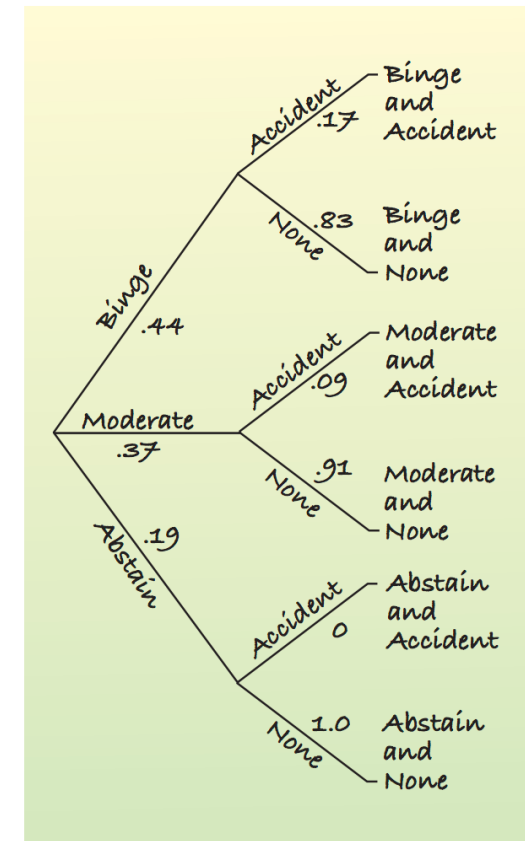 Accident
.17
Binge
and
Accident
None
.83
Binge
and
None
Binge
.44
Accident
.09
Moderate
and
Accident
Moderate
.37
None
.91
Moderate
and
None
Abstain
.19
Accident
0
Abstain
and
Accident
None
1.0
Abstain
and
None